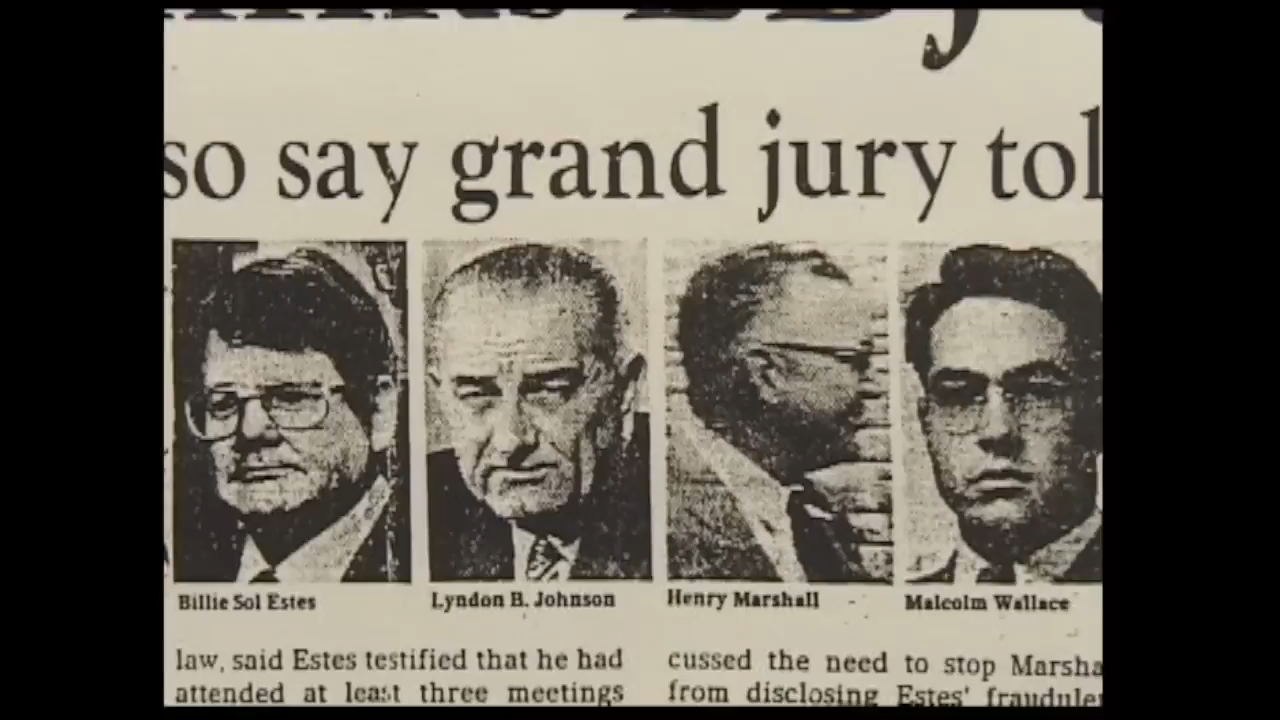 so say grand jury tol
Billie Sol Estes
Lyndon B. Johnson
Henry Marshall
Malcolm Wallace
law, said Estes testified that he had
attended at least three meetings
cussed the need to stop Marsha
from disclosing Estes' fraudule